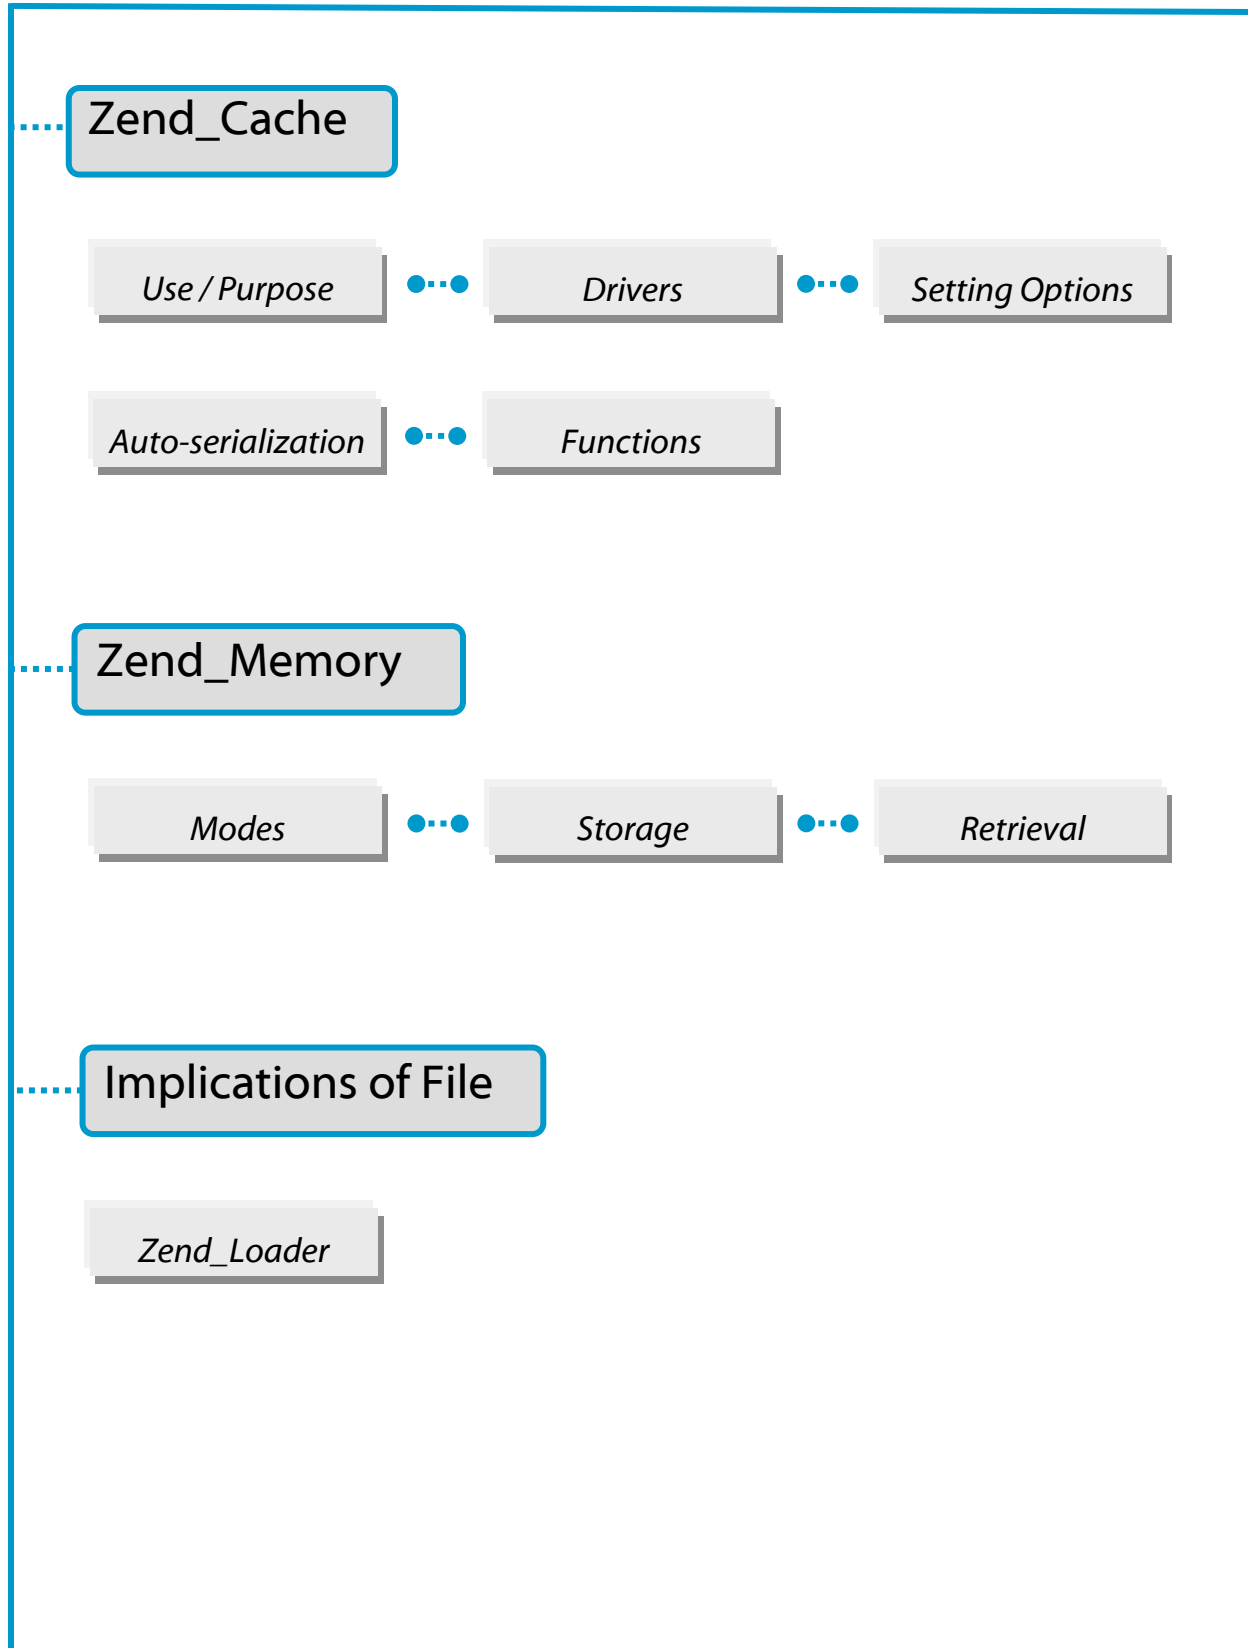 Zend_Cache
Use / Purpose
Drivers
Setting Options
Auto-serialization
Functions
Zend_Memory
Modes
Storage
Retrieval
Implications of File
Zend_Loader